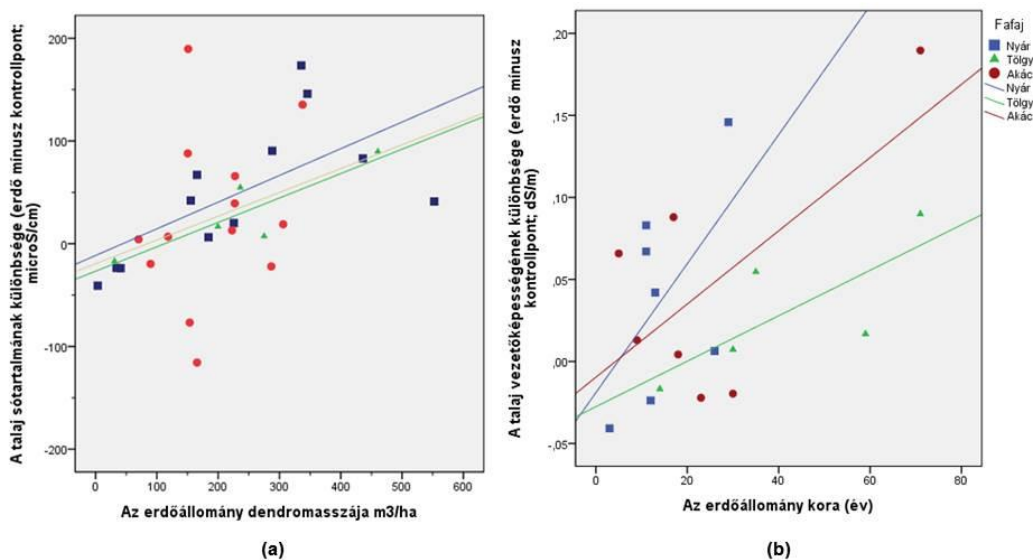 A talaj sótartalmának különbsége (erdő mínusz kontrollpont;
microS/cm)
200
100
0
-100
-200
0 100 200 300 400 500 600
Az erdőállomány dendromasszája m3/ha
(a)
A talaj vezetőképességének különbsége (erdő mínusz
kontrollpont; dS/m)
,20
,15
,10
,05
,00
-,05
0 20 40 60 80
Az erdőállomány kora (év)
(b)
Fafaj
Nyár
Tölgy
Akác
Nyár
Tölgy
Akác